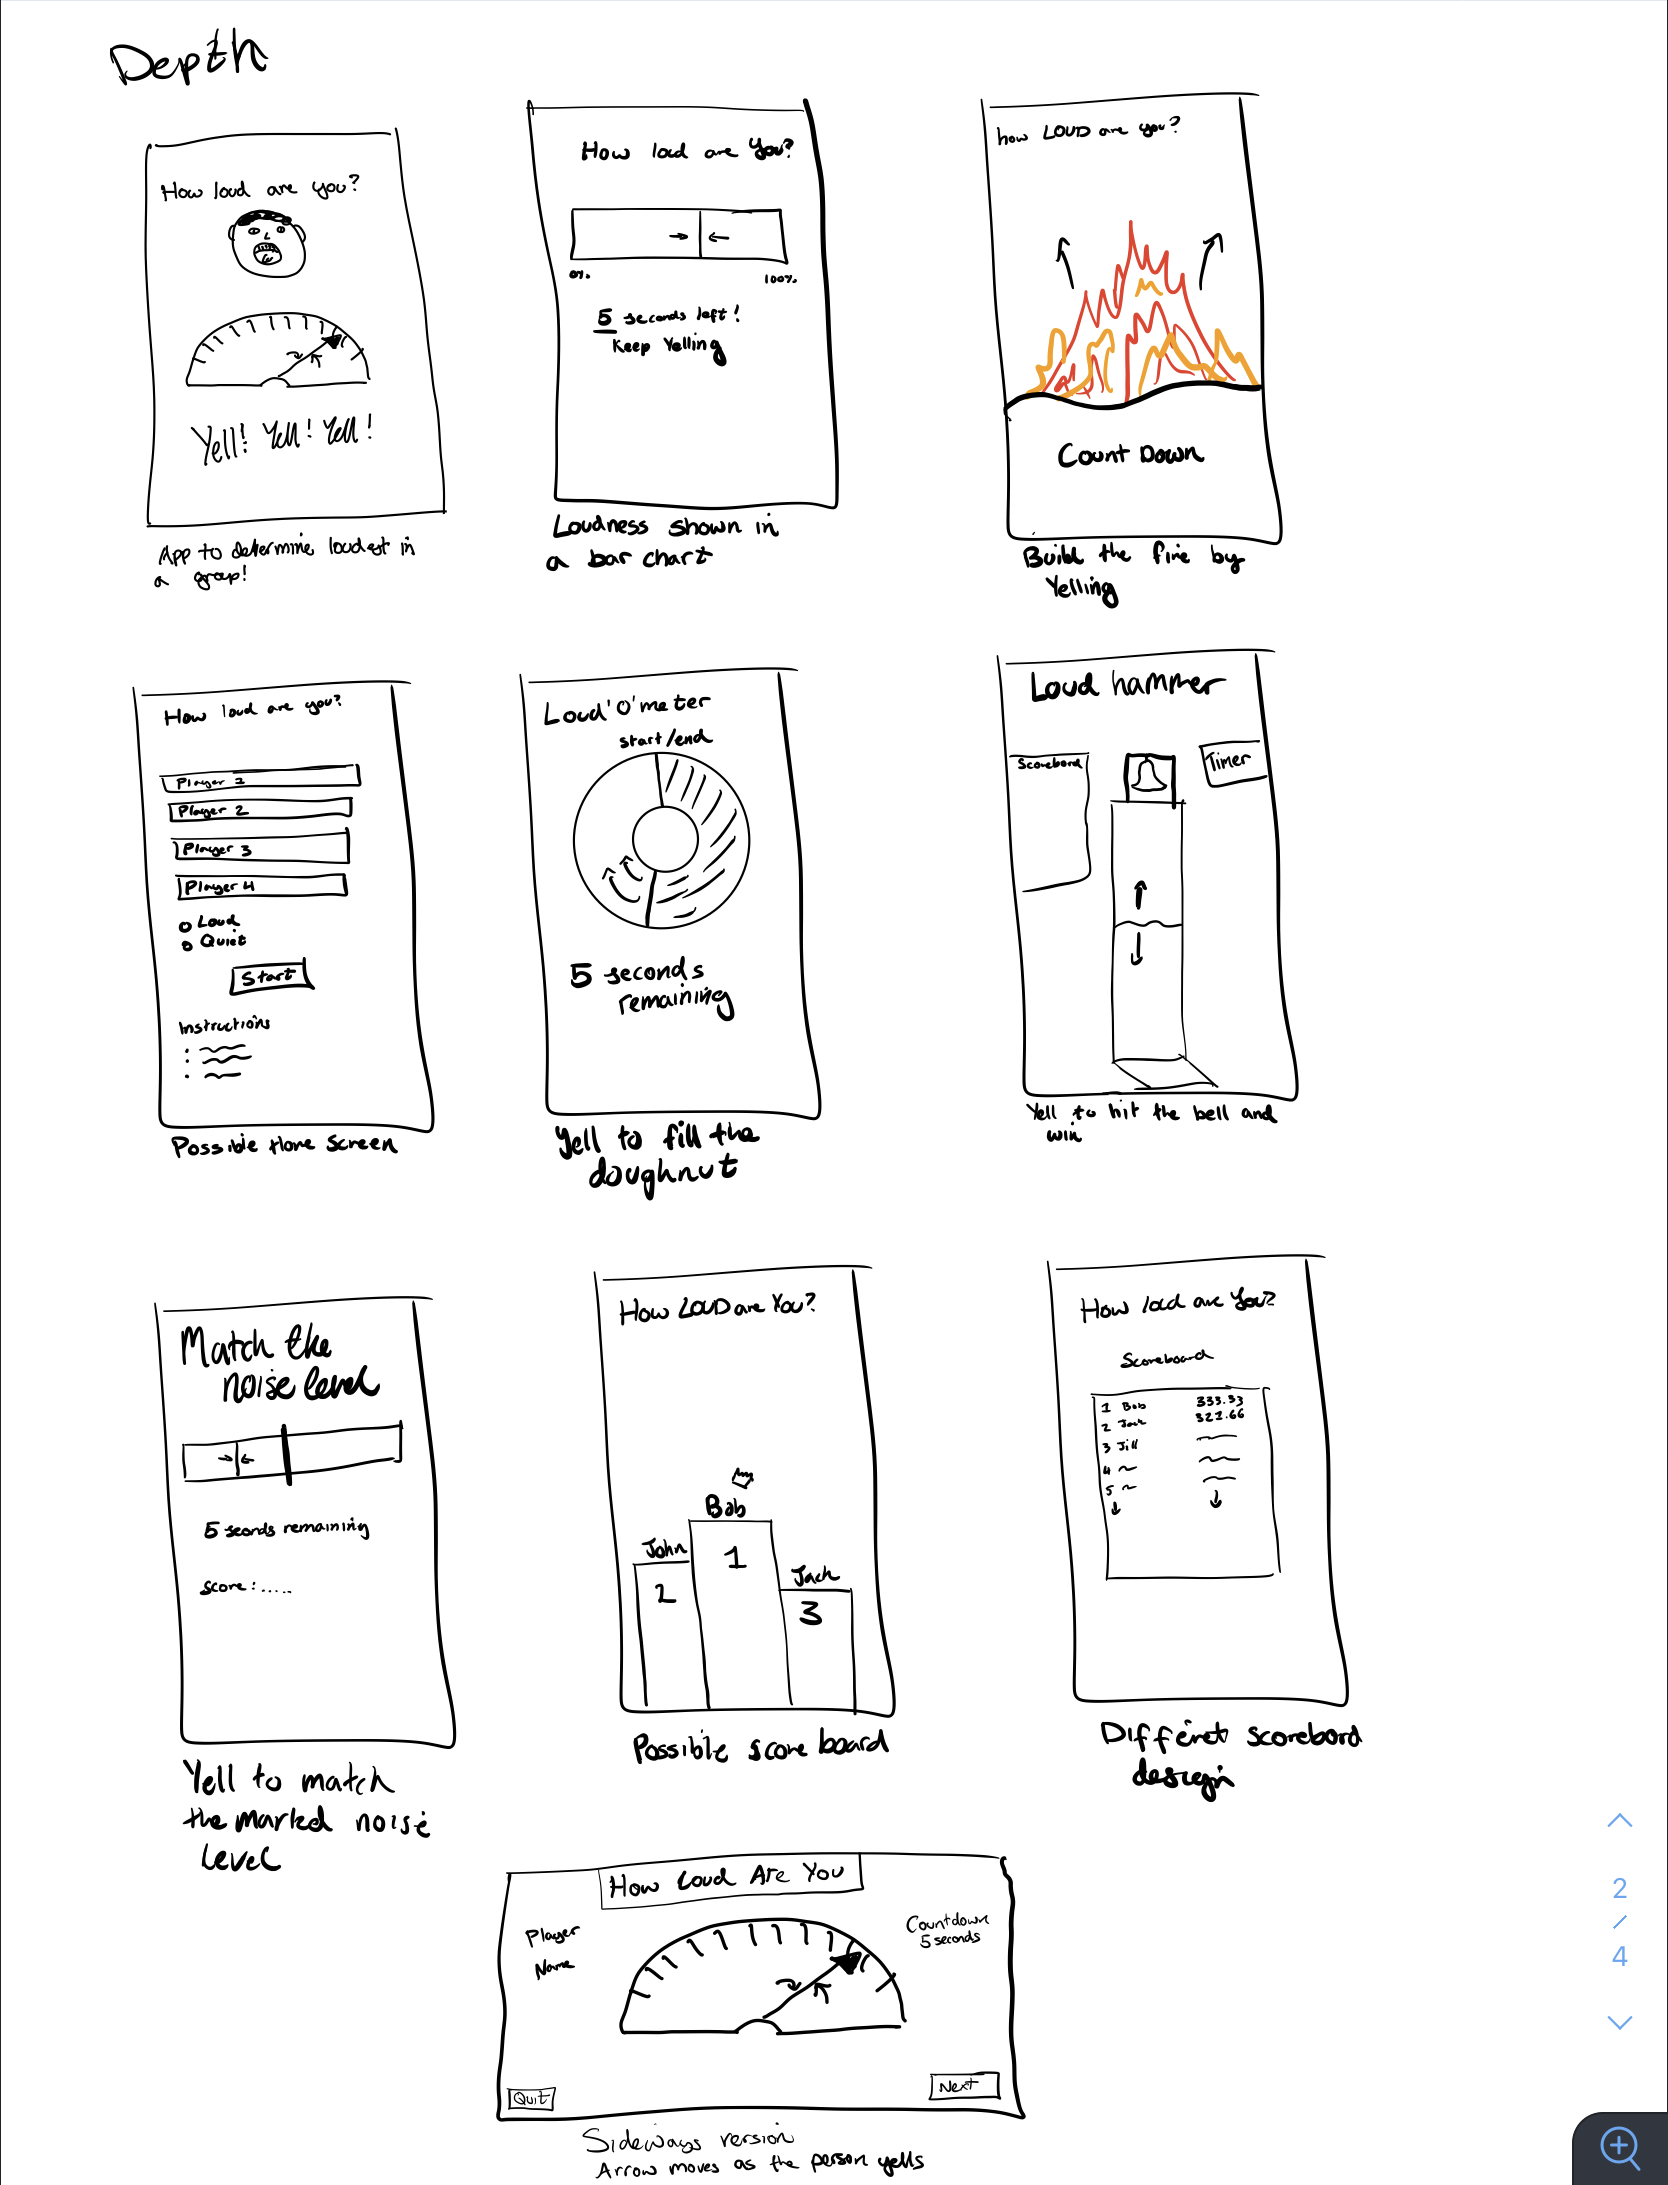 Depth
How loud are you?
Yell! Yell! Yell!
App to determine loudest in
a group!
How loud are you?
0%
100%
5 seconds left!
Keep Yelling
Loudness shown in
a bar chart
how LOUD are you?
Count Down
Build the fire by
Yelling
How loud are you?
Player 1
Player 2
Player 3
Player 4
Loud
Quiet
Start
Instructions
Possible Home Screen
Loud'O'meter
start/end
5 seconds
remaining
Yell to fill the
doughnut
Loud hammer
Scorebord
Timer
Yell to hit the bell and
win
Match the
noise level
5 seconds remaining
Score:.....
Yell to match
the marked noise
level
How LOUD are You?
Bob
John
1
2
Jack
3
Possible score board
How loud are You?
Scoreboard
1 Bob 333.53
2 Jack 321.66
3 Jill
4
5
Differet scorebord
design
How Loud Are You
Player
Name
Countdown
5 seconds
Quit
Next
Sideways version
Arrow moves as the person yells
2
/
4